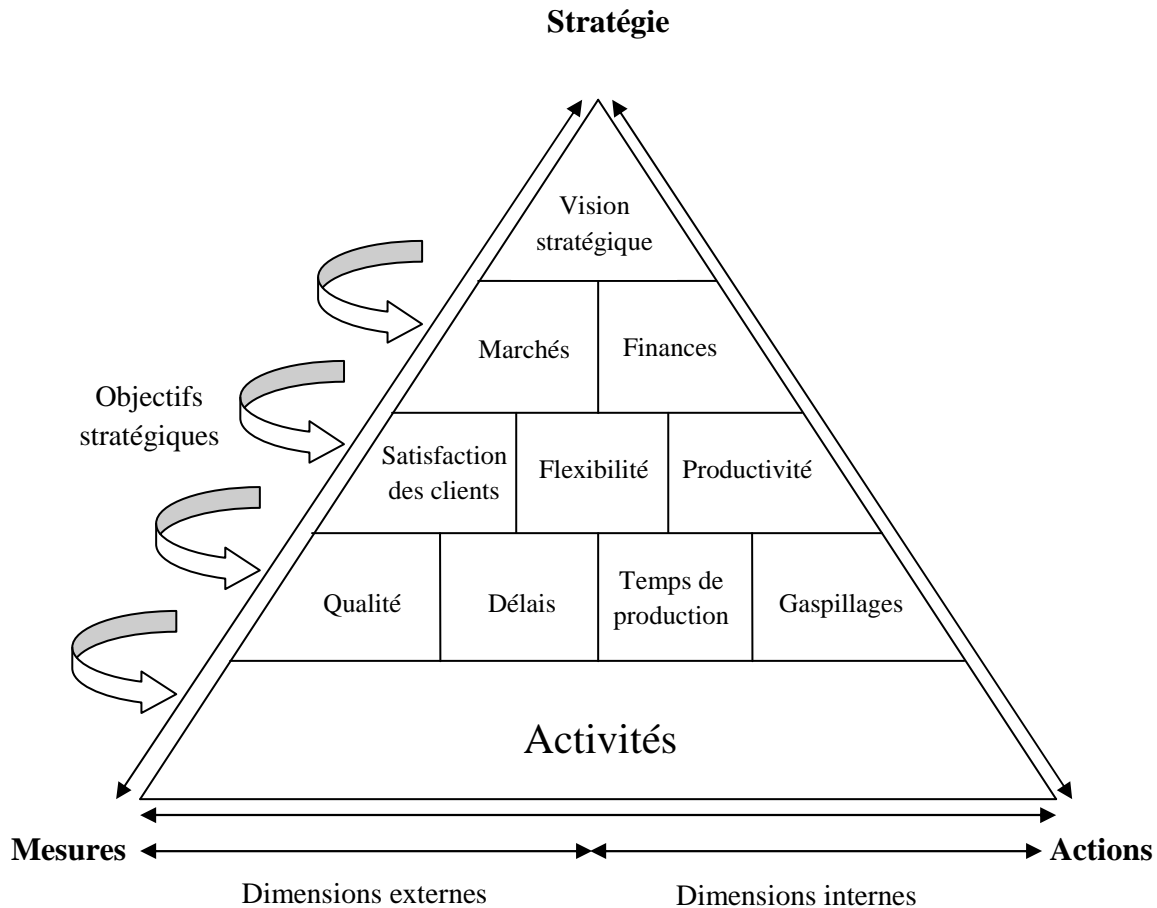 Stratégie
Vision
stratégique
Marchés
Finances
Objectifs
stratégiques
Satisfaction
des clients
Flexibilité
Productivité
Qualité
Délais
Temps de
production
Gaspillages
Activités
Mesures
Actions
Dimensions externes
Dimensions internes